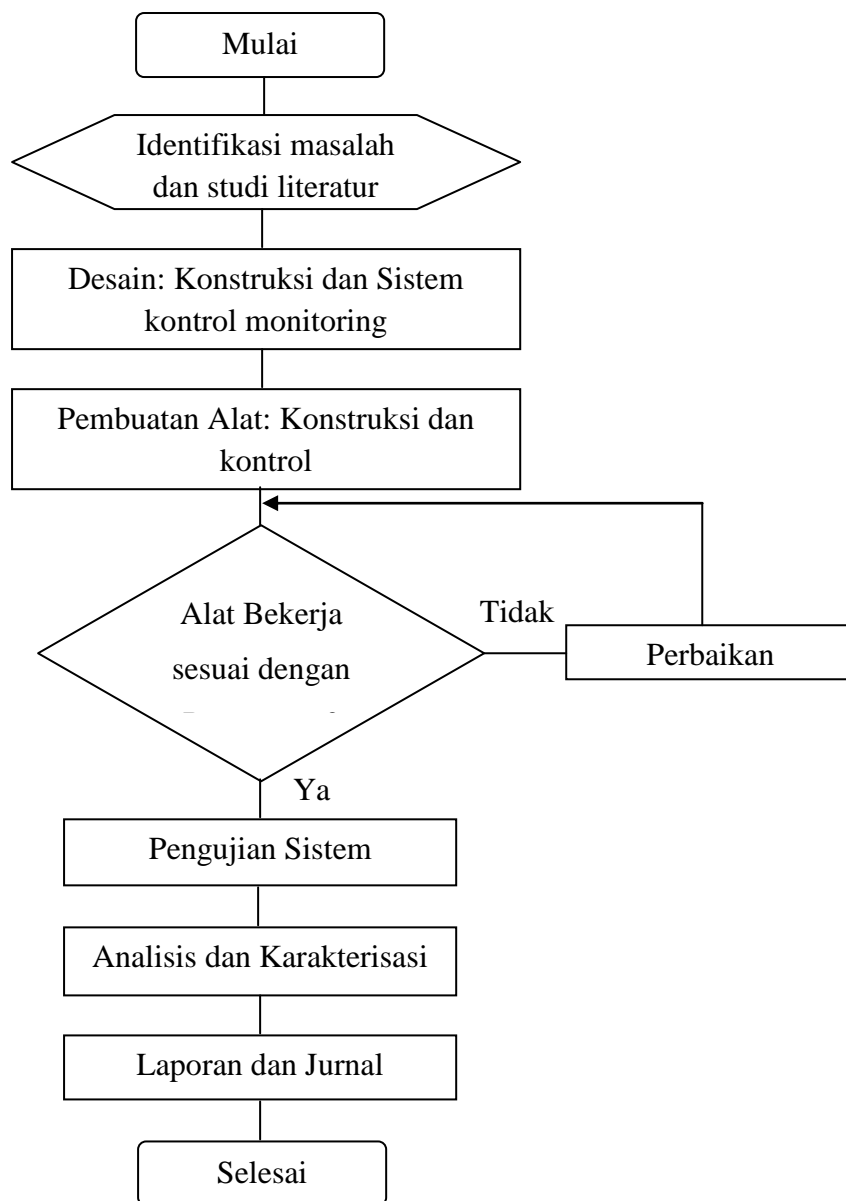 Mulai
Identifikasi masalah
dan studi literatur
Desain: Konstruksi dan Sistem
kontrol monitoring
Pembuatan Alat: Konstruksi dan
kontrol
Alat Bekerja
sesuai dengan
Tidak
Perbaikan
Ya
Pengujian Sistem
Analisis dan Karakterisasi
Laporan dan Jurnal
Selesai